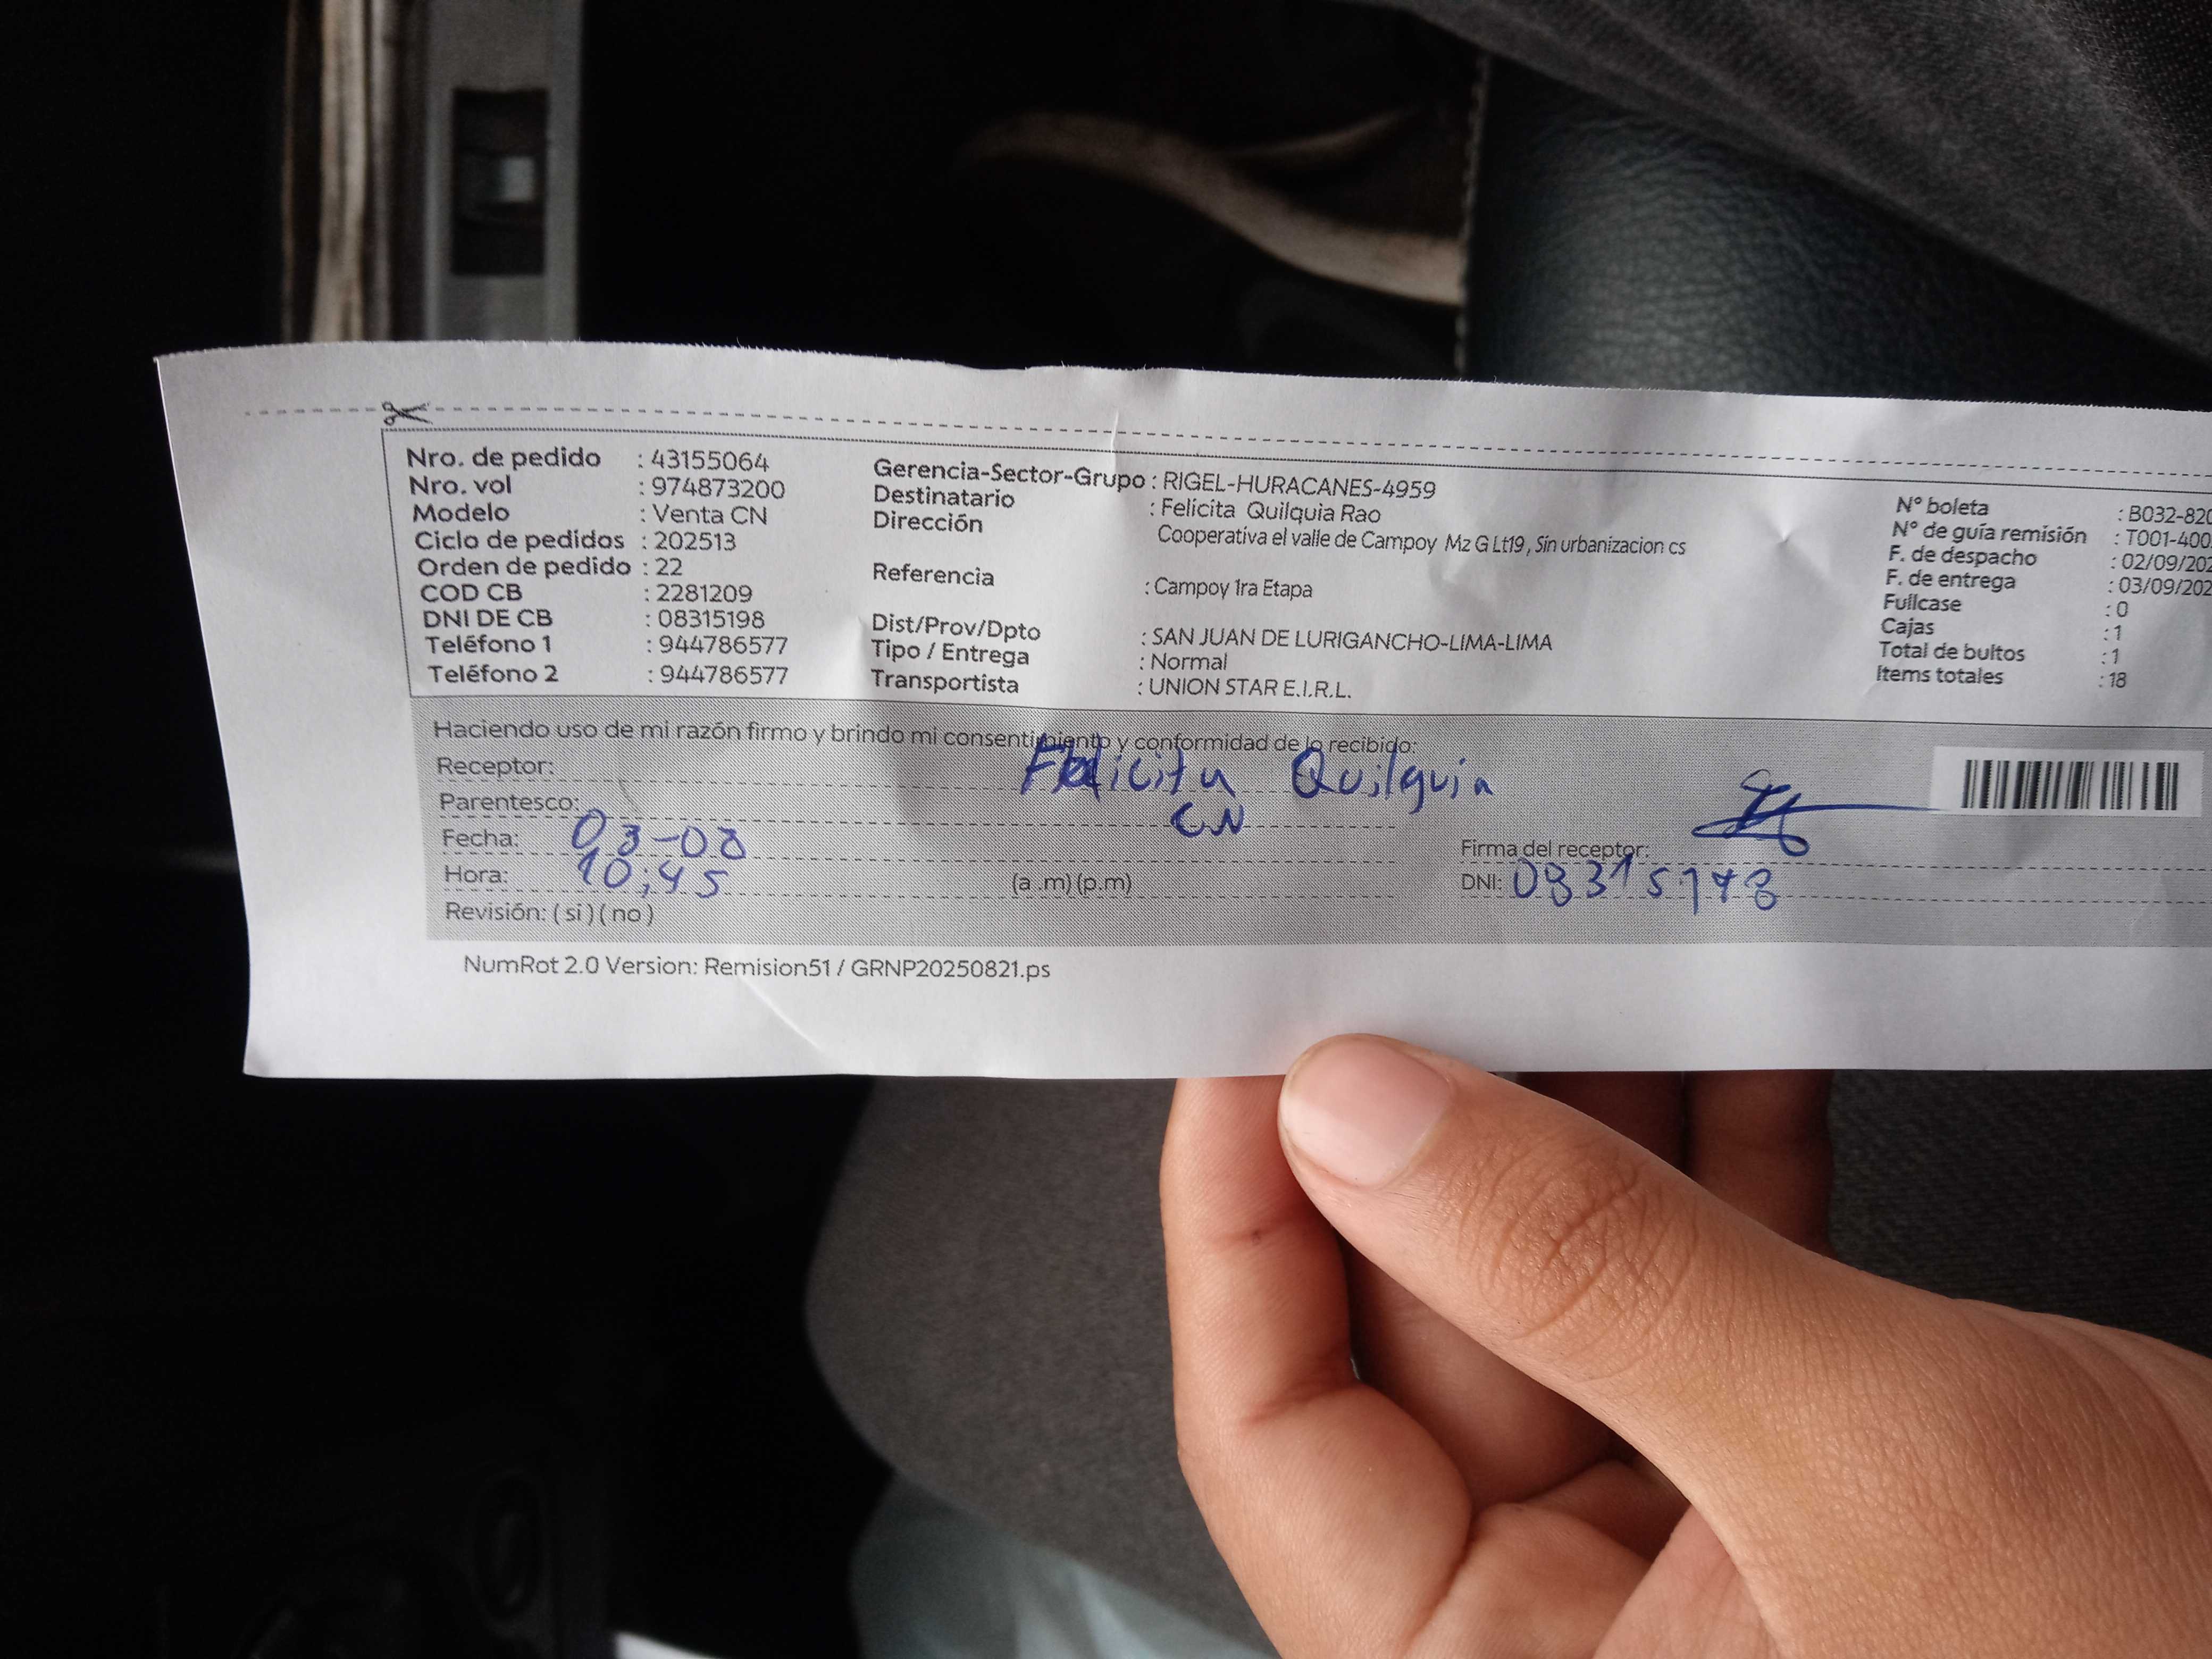 Nro. de pedido : 43155064
Nro. vol : 974873200
Modelo : Venta CN
Ciclo de pedidos : 202513
Orden de pedido : 22
COD CB : 2281209
DNI DE CB : 08315198
Teléfono 1 : 944786577
Teléfono 2 : 944786577
Gerencia-Sector-Grupo : RIGEL-HURACANES-4959
Destinatario : Felicita Quilquia Rao
Dirección Cooperativa el valle de Campoy Mz G Lt19, Sin urbanizacion cs
Referencia : Campoy 1ra Etapa
Dist/Prov/Dpto : SAN JUAN DE LURIGANCHO-LIMA-LIMA
Tipo / Entrega : Normal
Transportista : UNION STAR E.I.R.L.
N° boleta : B032-820
N° de guía remisión : T001-400
F. de despacho : 02/09/202
F. de entrega : 03/09/202
Fullcase : 0
Cajas : 1
Total de bultos : 1
Items totales : 18
Haciendo uso de mi razón firmo y brindo mi consentimiento y conformidad de lo recibido:
Receptor: Felicita Quilquia
Parentesco: CN
Fecha: 03-08
Hora: 10:45 (a .m) (p.m)
Revisión: ( si ) ( no )
Firma del receptor:
DNI: 08315198
NumRot 2.0 Version: Remision51 / GRNP20250821.ps